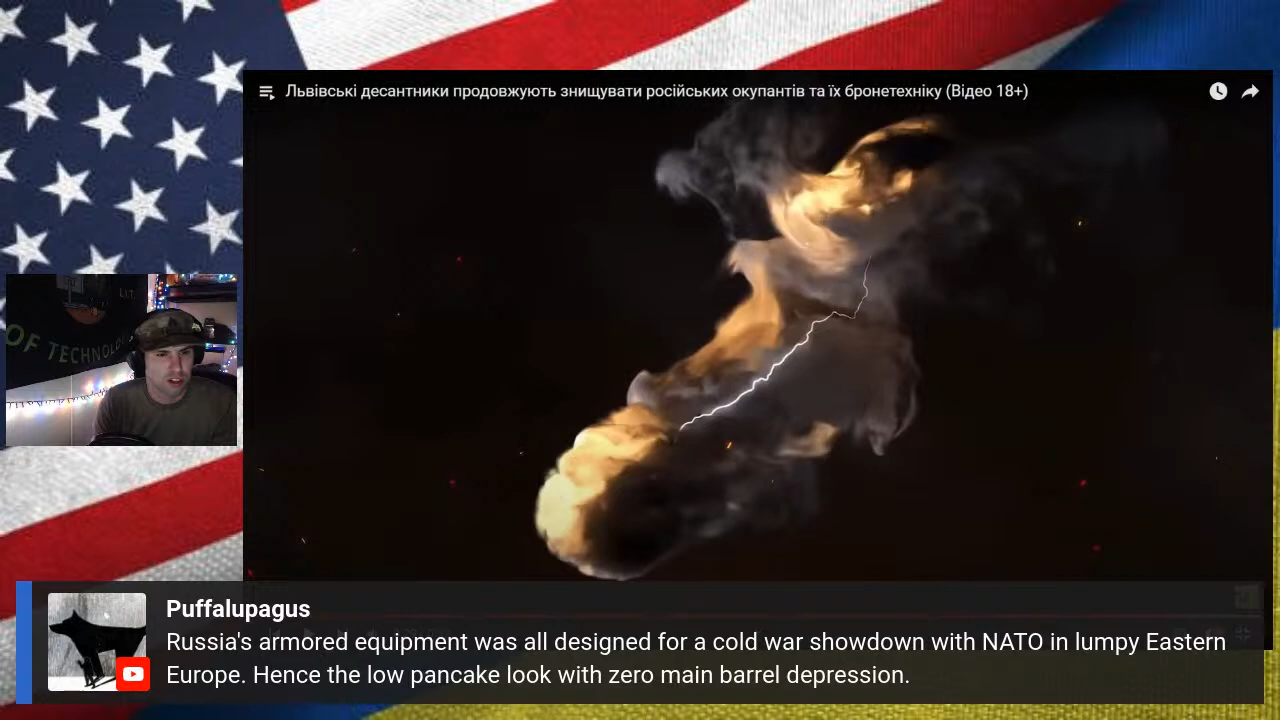 Львівські десантники продовжують знищувати російських окупантів та їх бронетехніку (Відео 18+)
OF TECHNOLO
Puffalupagus
Russia's armored equipment was all designed for a cold war showdown with NATO in lumpy Eastern
Europe. Hence the low pancake look with zero main barrel depression.